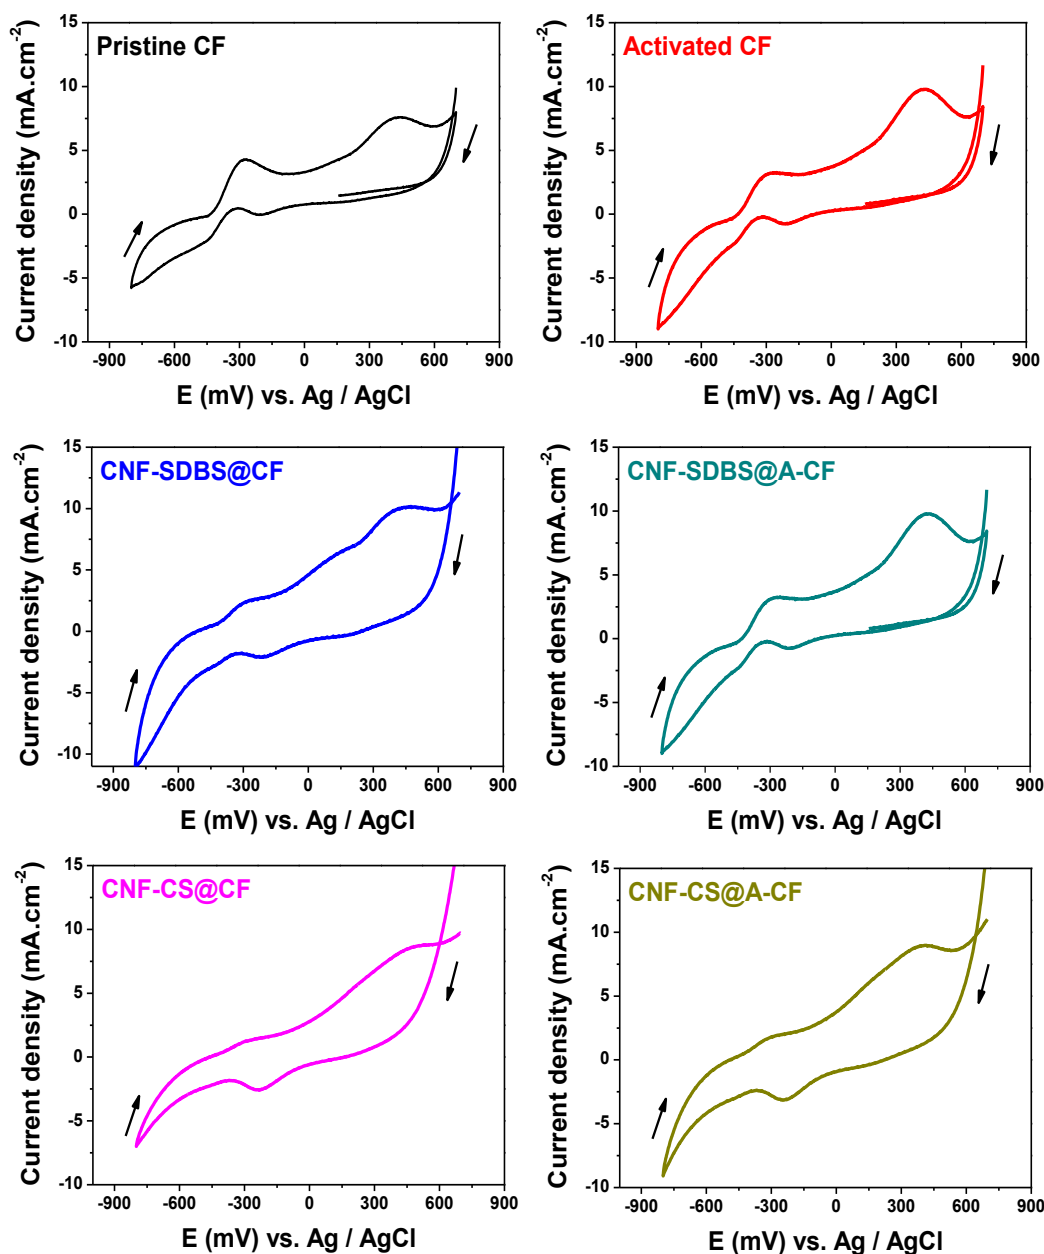 Pristine CF
Current density (mA.cm-2)
15
10
5
0
-5
-10
-900 -600 -300 0 300 600 900
E (mV) vs. Ag / AgCl
Activated CF
Current density (mA.cm-2)
15
10
5
0
-5
-10
-900 -600 -300 0 300 600 900
E (mV) vs. Ag / AgCl
CNF-SDBS@CF
Current density (mA.cm-2)
15
10
5
0
-5
-10
-900 -600 -300 0 300 600 900
E (mV) vs. Ag / AgCl
CNF-SDBS@A-CF
Current density (mA.cm-2)
15
10
5
0
-5
-10
-900 -600 -300 0 300 600 900
E (mV) vs. Ag / AgCl
CNF-CS@CF
Current density (mA.cm-2)
15
10
5
0
-5
-10
-900 -600 -300 0 300 600 900
E (mV) vs. Ag / AgCl
CNF-CS@A-CF
Current density (mA.cm-2)
15
10
5
0
-5
-10
-900 -600 -300 0 300 600 900
E (mV) vs. Ag / AgCl